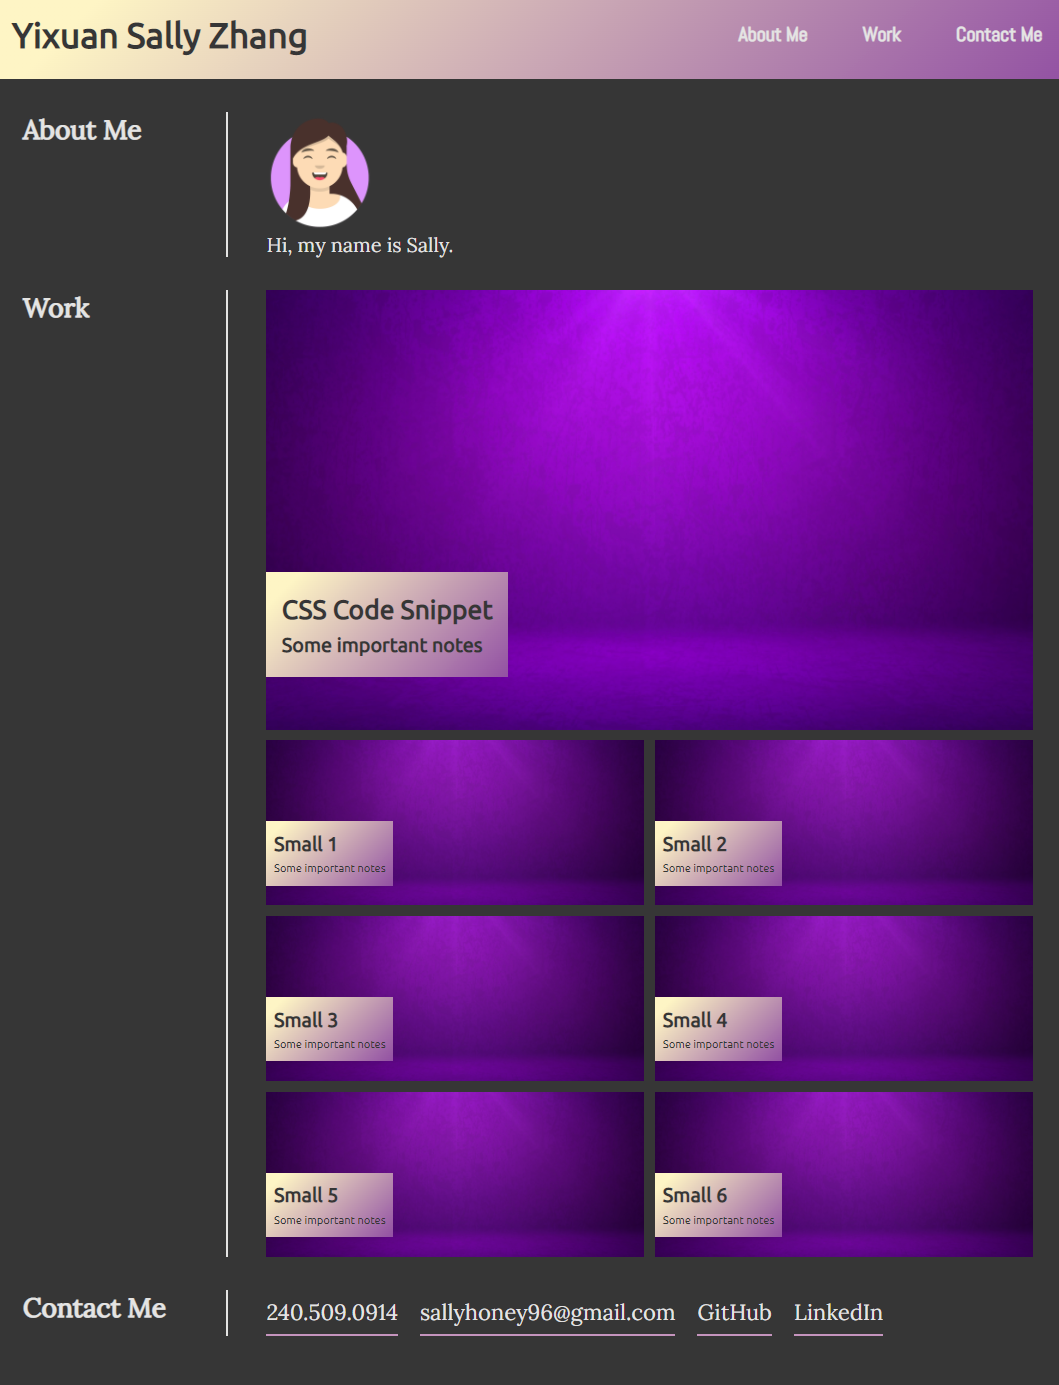 Yixuan Sally Zhang
About Me
Work
Contact Me
About Me
Hi, my name is Sally.
Work
CSS Code Snippet
Some important notes
Small 1
Some important notes
Small 2
Some important notes
Small 3
Some important notes
Small 4
Some important notes
Small 5
Some important notes
Small 6
Some important notes
Contact Me
240.509.0914 sallyhoney96@gmail.com GitHub LinkedIn